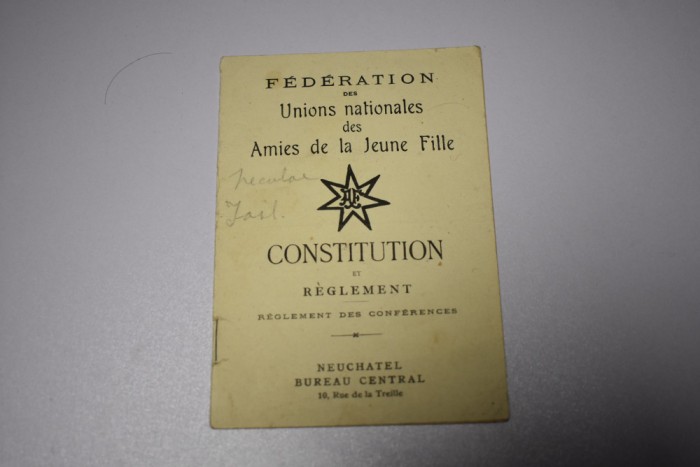 FÉDÉRATION
DES
Unions nationales
des
Amies de la Jeune Fille
CONSTITUTION
ET
RÈGLEMENT
RÉGLEMENT DES CONFÉRENCES
NEUCHATEL
BUREAU CENTRAL
10, Rue de la Treille